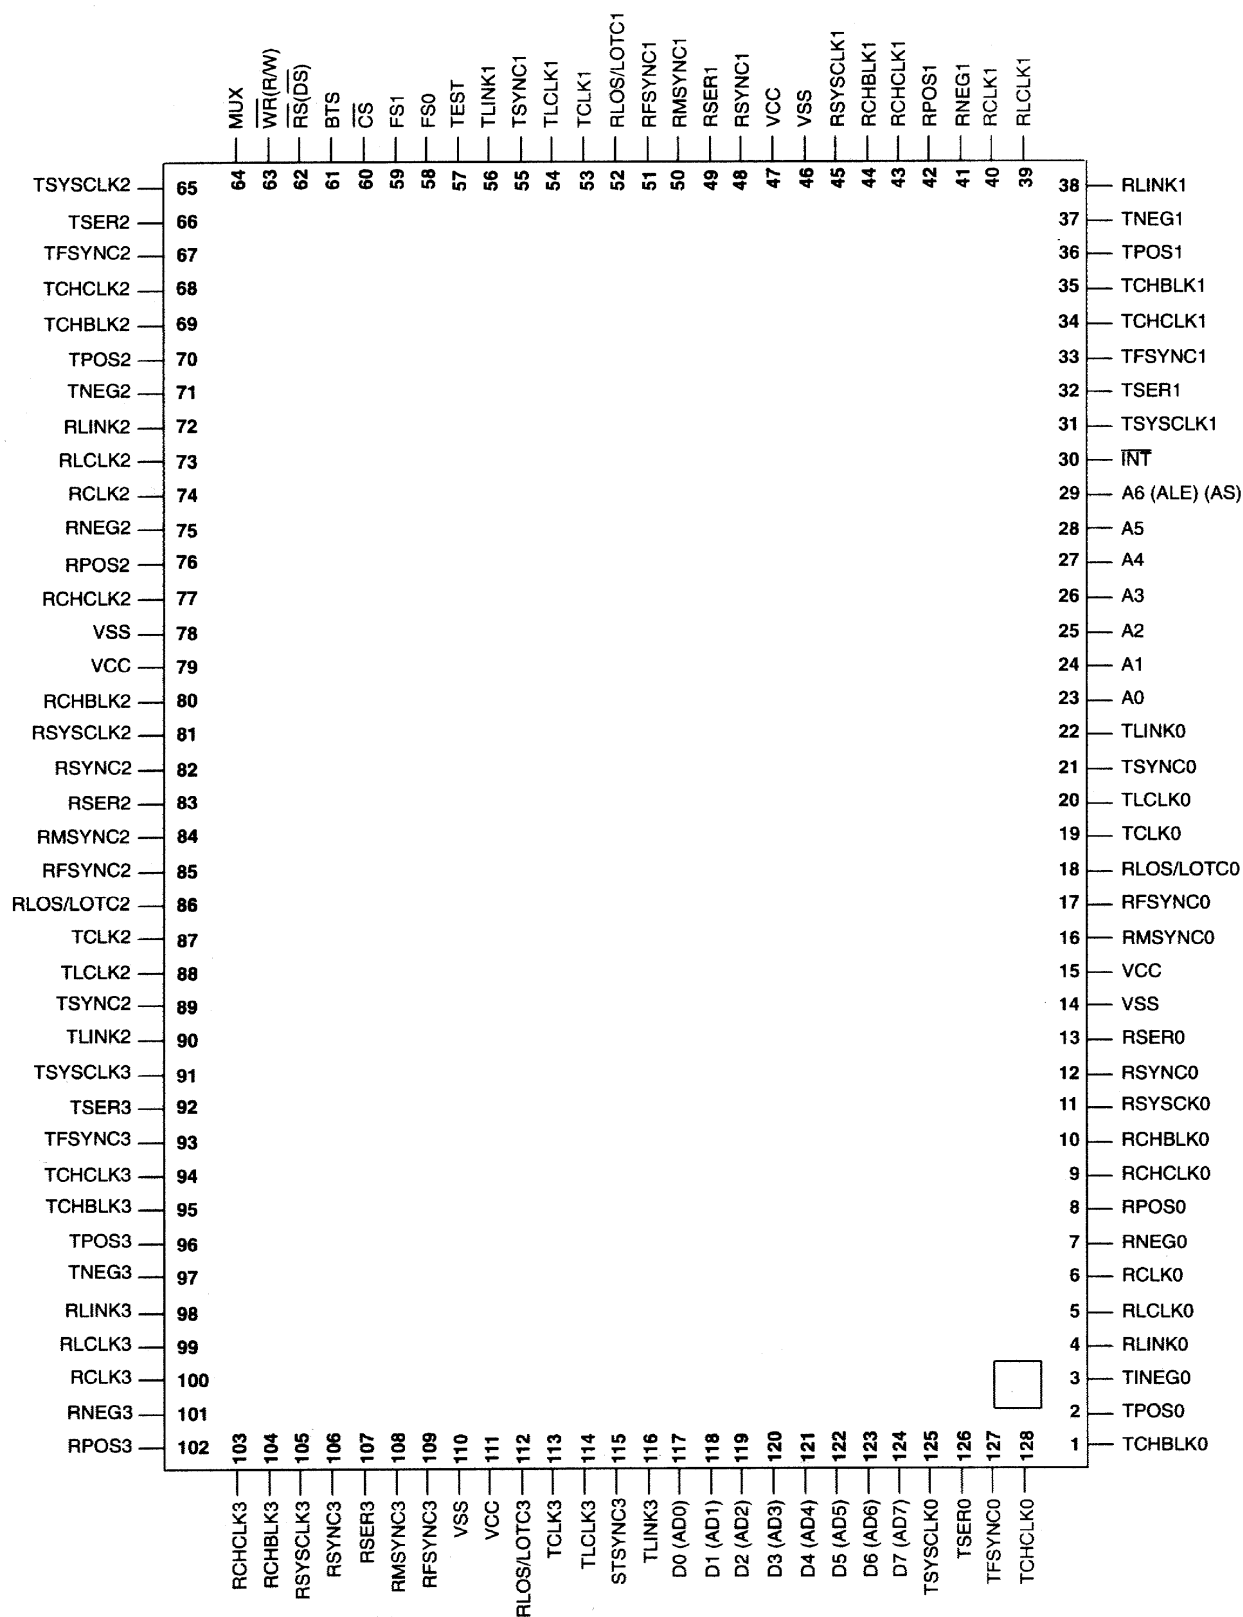 MUX
WR(R/W)
RS(DS)
BTS
CS
FS1
FS0
TEST
TLINK1
TSYNC1
TLCLK1
TCLK1
RLOS/LOTC1
RFSYNC1
RMSYNC1
RSER1
RSYNC1
VCC
VSS
RSYSCLK1
RCHBLK1
RCHCLK1
RPOS1
RNEG1
RCLK1
RLCLK1
64
63
62
61
60
59
58
57
56
55
54
53
52
51
50
49
48
47
46
45
44
43
42
41
40
39
TSYSCLK2 65
TSER2 66
TFSYNC2 67
TCHCLK2 68
TCHBLK2 69
TPOS2 70
TNEG2 71
RLINK2 72
RLCLK2 73
RCLK2 74
RNEG2 75
RPOS2 76
RCHCLK2 77
VSS 78
VCC 79
RCHBLK2 80
RSYSCLK2 81
RSYNC2 82
RSER2 83
RMSYNC2 84
RFSYNC2 85
RLOS/LOTC2 86
TCLK2 87
TLCLK2 88
TSYNC2 89
TLINK2 90
TSYSCLK3 91
TSER3 92
TFSYNC3 93
TCHCLK3 94
TCHBLK3 95
TPOS3 96
TNEG3 97
RLINK3 98
RLCLK3 99
RCLK3 100
RNEG3 101
RPOS3 102
38 RLINK1
37 TNEG1
36 TPOS1
35 TCHBLK1
34 TCHCLK1
33 TFSYNC1
32 TSER1
31 TSYSCLK1
30 INT
29 A6 (ALE) (AS)
28 A5
27 A4
26 A3
25 A2
24 A1
23 A0
22 TLINK0
21 TSYNC0
20 TLCLK0
19 TCLK0
18 RLOS/LOTC0
17 RFSYNC0
16 RMSYNC0
15 VCC
14 VSS
13 RSER0
12 RSYNC0
11 RSYSCK0
10 RCHBLK0
9 RCHCLK0
8 RPOS0
7 RNEG0
6 RCLK0
5 RLCLK0
4 RLINK0
3 TINEG0
2 TPOS0
1 TCHBLK0
103
104
105
106
107
108
109
110
111
112
113
114
115
116
117
118
119
120
121
122
123
124
125
126
127
128
RCHCLK3
RCHBLK3
RSYSCLK3
RSYNC3
RSER3
RMSYNC3
RFSYNC3
VSS
VCC
RLOS/LOTC3
TCLK3
TLCLK3
STSYNC3
TLINK3
D0 (AD0)
D1 (AD1)
D2 (AD2)
D3 (AD3)
D4 (AD4)
D5 (AD5)
D6 (AD6)
D7 (AD7)
TSYSCLK0
TSER0
TFSYNC0
TCHCLK0